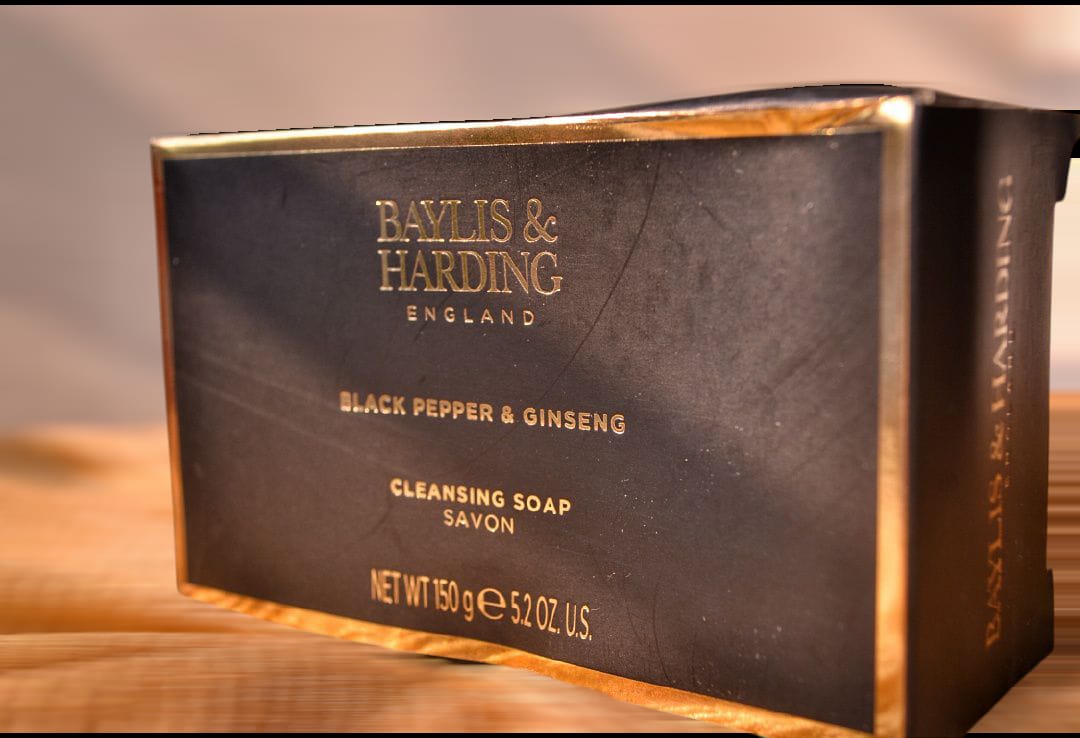 BAYLIS &
HARDING
ENGLAND
BLACK PEPPER & GINSENG
CLEANSING SOAP
SAVON
NET WT 150 g ℮ 5.2 OZ. U.S.
BAYLIS & HARDING